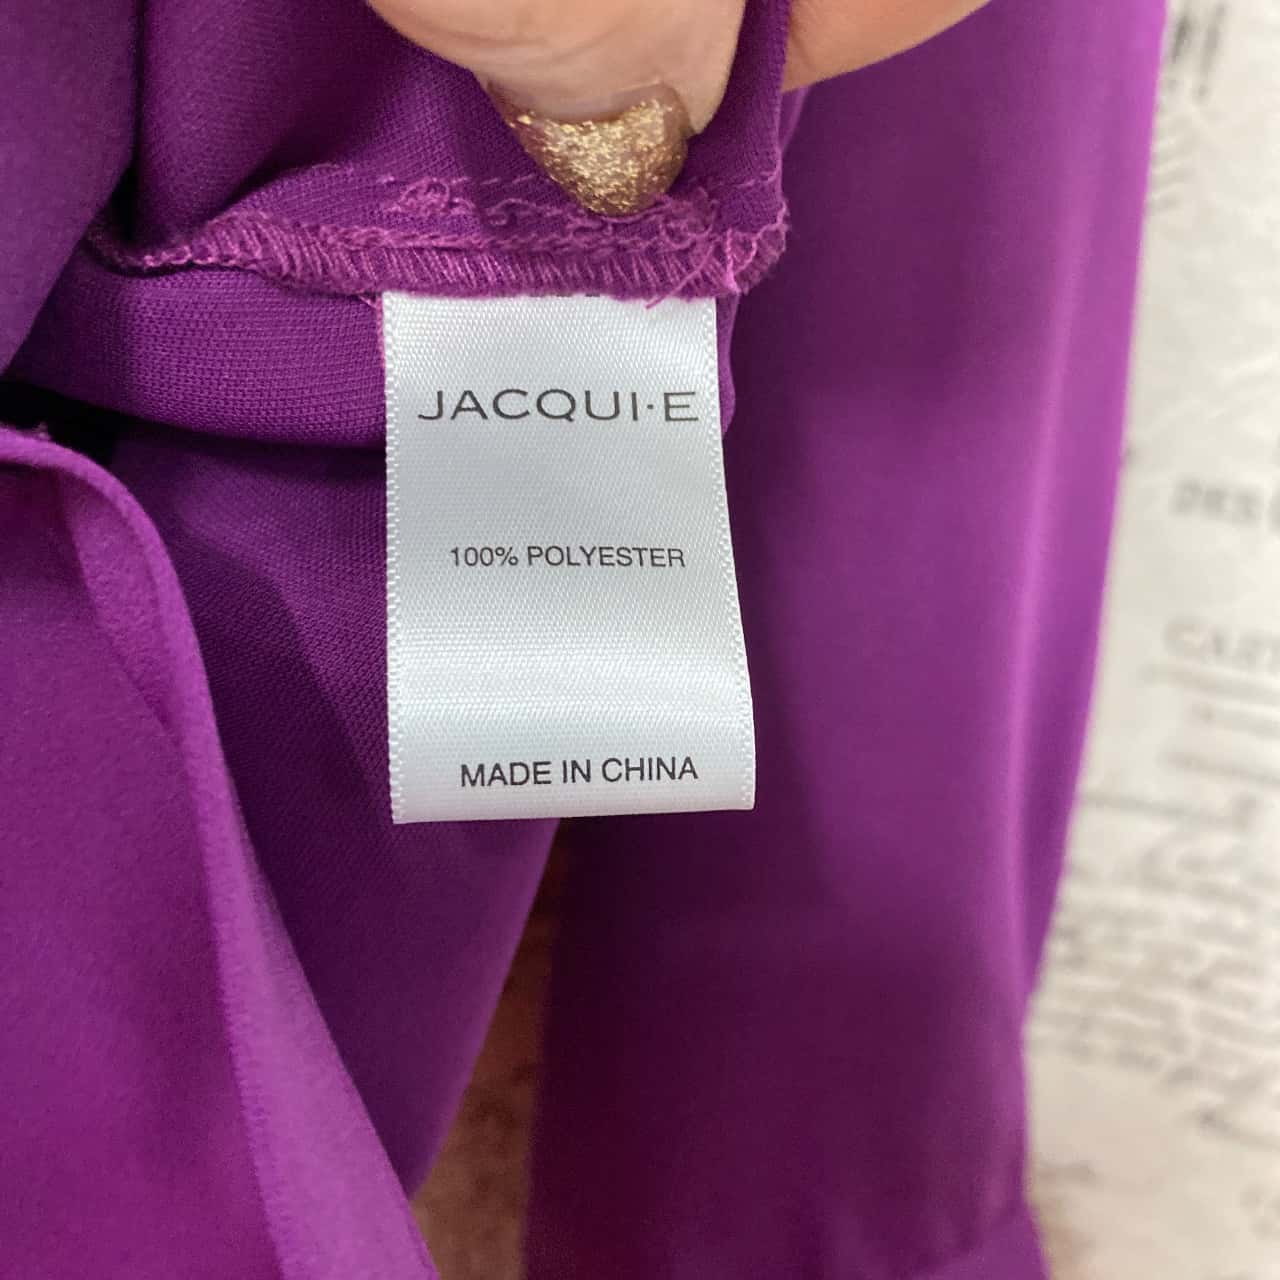 JACQUI·E
100% POLYESTER
MADE IN CHINA